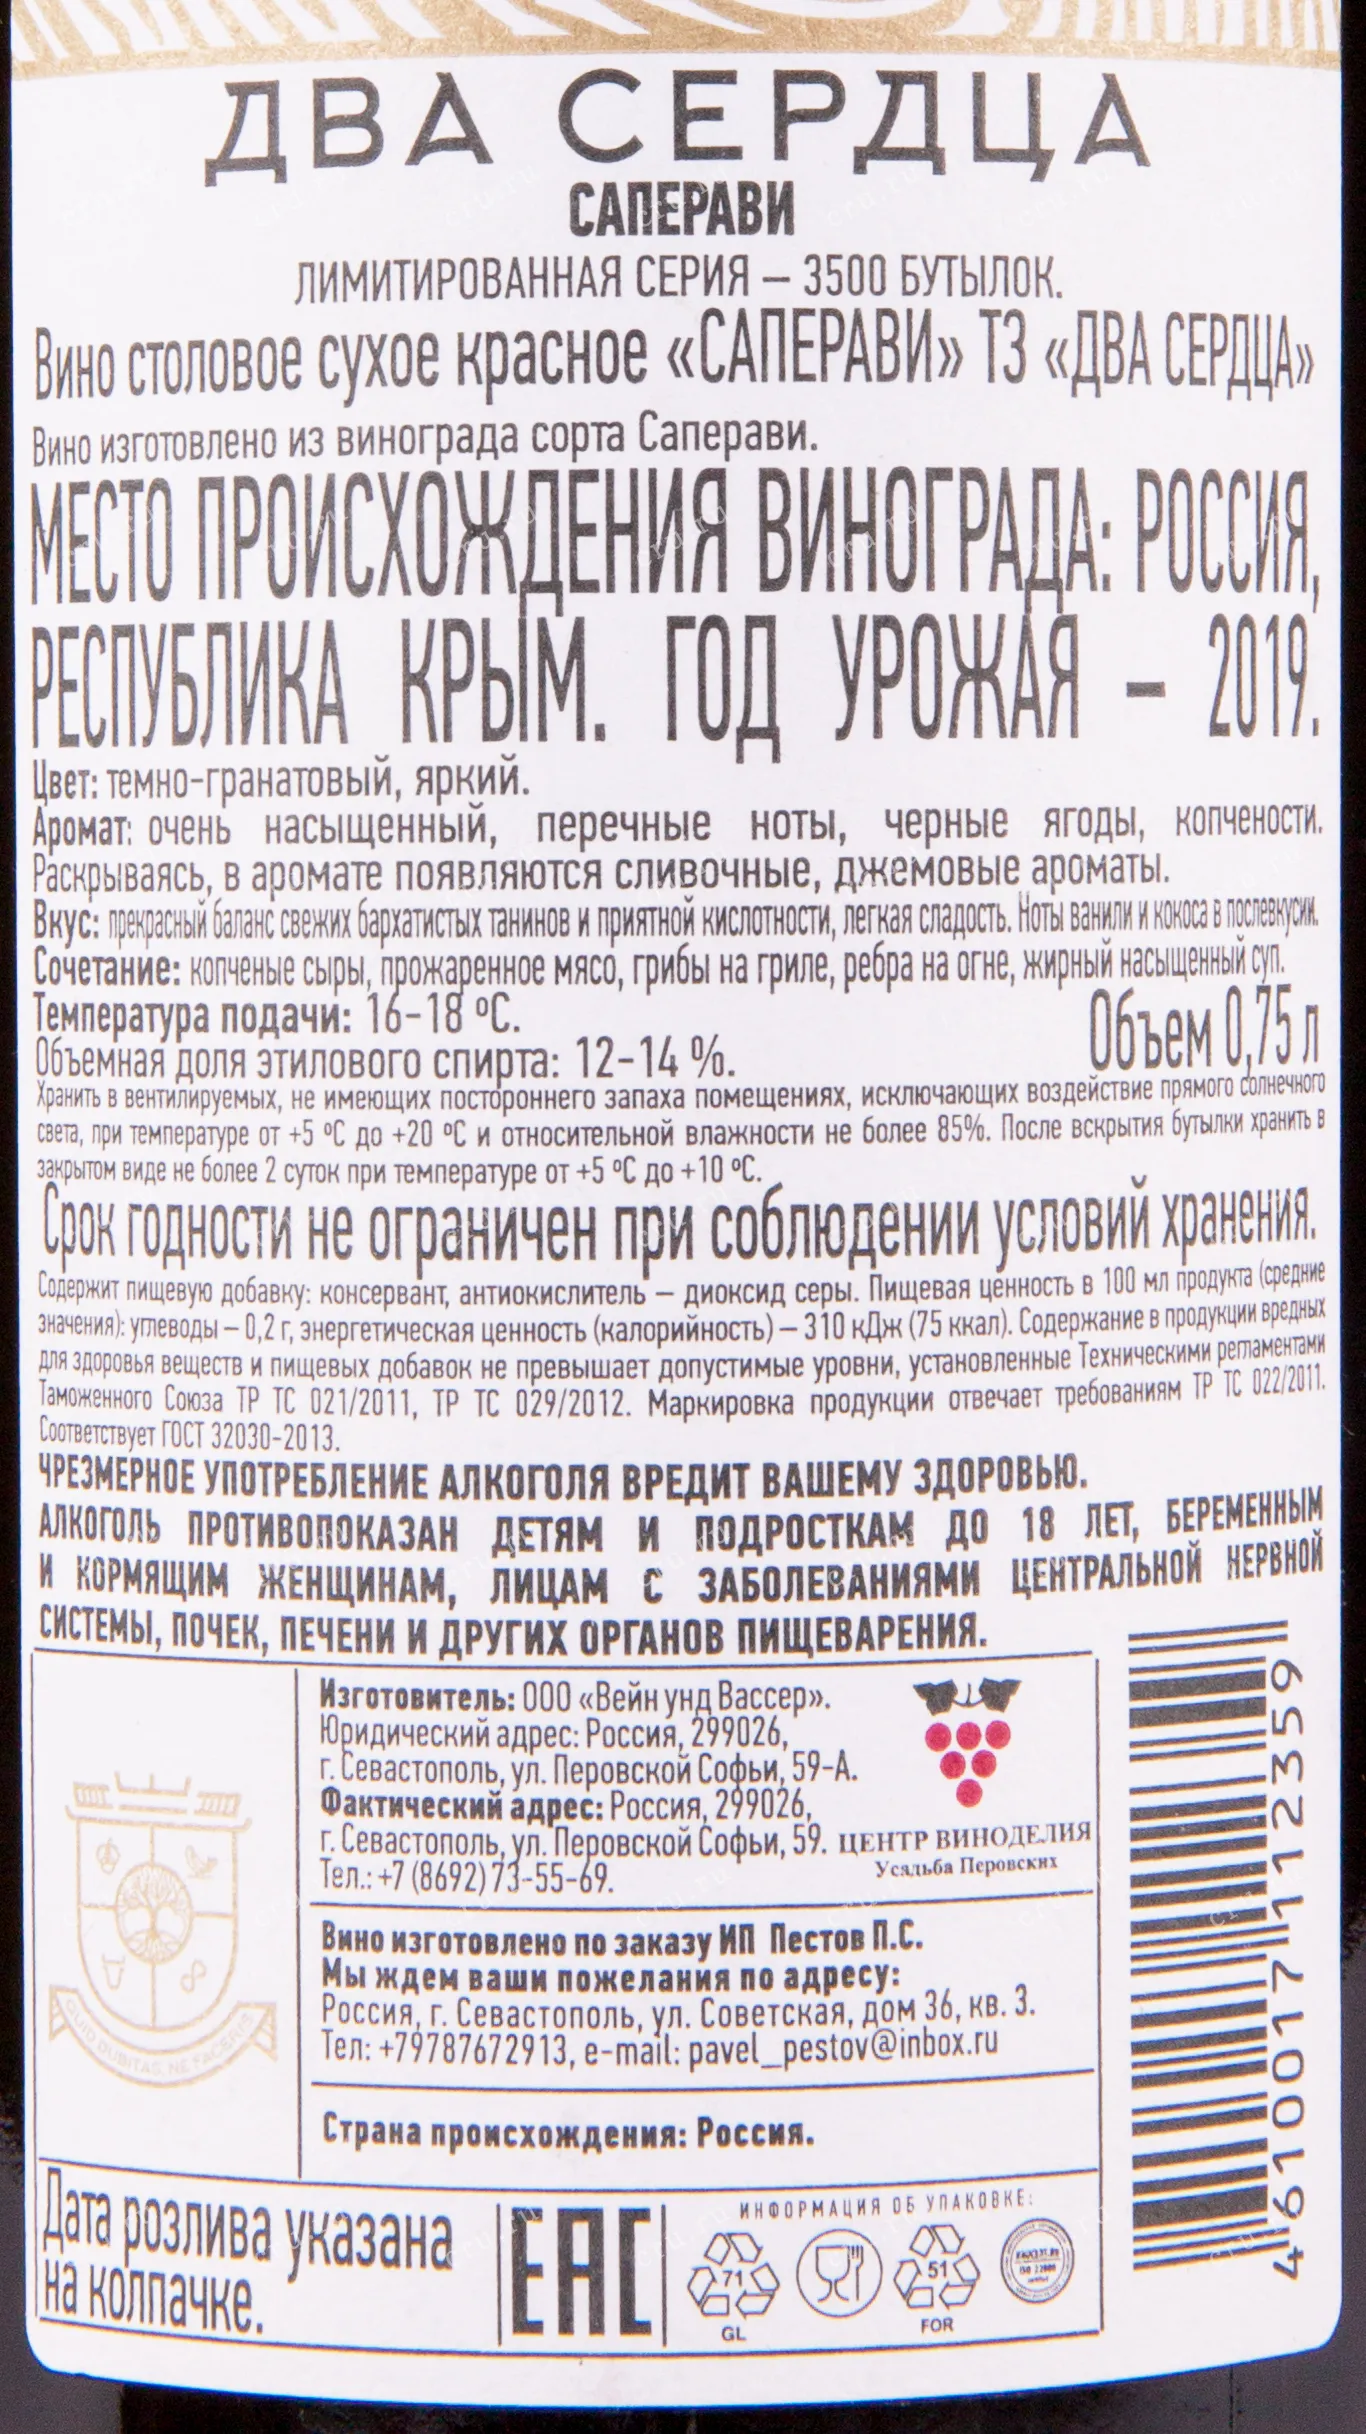 ДВА СЕРДЦА
САПЕРАВИ
ЛИМИТИРОВАННАЯ СЕРИЯ – 3500 БУТЫЛОК.
Вино столовое сухое красное «САПЕРАВИ» ТЗ «ДВА СЕРДЦА»
Вино изготовлено из винограда сорта Саперави.
МЕСТО ПРОИСХОЖДЕНИЯ ВИНОГРАДА: РОССИЯ,
РЕСПУБЛИКА КРЫМ. ГОД УРОЖАЯ – 2019.
Цвет: темно-гранатовый, яркий.
Аромат: очень насыщенный, перечные ноты, черные ягоды, копчености.
Раскрываясь, в аромате появляются сливочные, джемовые ароматы.
Вкус: прекрасный баланс свежих бархатистых танинов и приятной кислотности, легкая сладость. Ноты ванили и кокоса в послевкусии.
Сочетание: копченые сыры, прожаренное мясо, грибы на гриле, ребра на огне, жирный насыщенный суп.
Температура подачи: 16-18 ºС.
Объемная доля этилового спирта: 12-14 %.
Объем 0,75 л
Хранить в вентилируемых, не имеющих постороннего запаха помещениях, исключающих воздействие прямого солнечного
света, при температуре от +5 ºС до +20 ºС и относительной влажности не более 85%. После вскрытия бутылки хранить в
закрытом виде не более 2 суток при температуре от +5 ºС до +10 ºС.
Срок годности не ограничен при соблюдении условий хранения.
Содержит пищевую добавку: консервант, антиокислитель – диоксид серы. Пищевая ценность в 100 мл продукта (средние
значения): углеводы – 0,2 г, энергетическая ценность (калорийность) – 310 кДж (75 ккал). Содержание в продукции вредных
для здоровья веществ и пищевых добавок не превышает допустимые уровни, установленные Техническими регламентами
Таможенного Союза ТР ТС 021/2011, ТР ТС 029/2012. Маркировка продукции отвечает требованиям ТР ТС 022/2011.
Соответствует ГОСТ 32030-2013.
ЧРЕЗМЕРНОЕ УПОТРЕБЛЕНИЕ АЛКОГОЛЯ ВРЕДИТ ВАШЕМУ ЗДОРОВЬЮ.
АЛКОГОЛЬ ПРОТИВОПОКАЗАН ДЕТЯМ И ПОДРОСТКАМ ДО 18 ЛЕТ, БЕРЕМЕННЫМ
И КОРМЯЩИМ ЖЕНЩИНАМ, ЛИЦАМ С ЗАБОЛЕВАНИЯМИ ЦЕНТРАЛЬНОЙ НЕРВНОЙ
СИСТЕМЫ, ПОЧЕК, ПЕЧЕНИ И ДРУГИХ ОРГАНОВ ПИЩЕВАРЕНИЯ.
Изготовитель: ООО «Вейн унд Вассер».
Юридический адрес: Россия, 299026,
г. Севастополь, ул. Перовской Софьи, 59-А.
Фактический адрес: Россия, 299026,
г. Севастополь, ул. Перовской Софьи, 59.
Тел.: +7 (8692) 73-55-69.
ЦЕНТР ВИНОДЕЛИЯ
Усадьба Перовских
Вино изготовлено по заказу ИП Пестов П.С.
Мы ждем ваши пожелания по адресу:
Россия, г. Севастополь, ул. Советская, дом 36, кв. 3.
Тел: +79787672913, e-mail: pavel_pestov@inbox.ru
QUID DUBITAS, NE FACERIS
Страна происхождения: Россия.
Дата розлива указана
на колпачке.
ЕАС
ИНФОРМАЦИЯ ОБ УПАКОВКЕ:
71
GL
51
FOR
ISO 22000
4610017112359